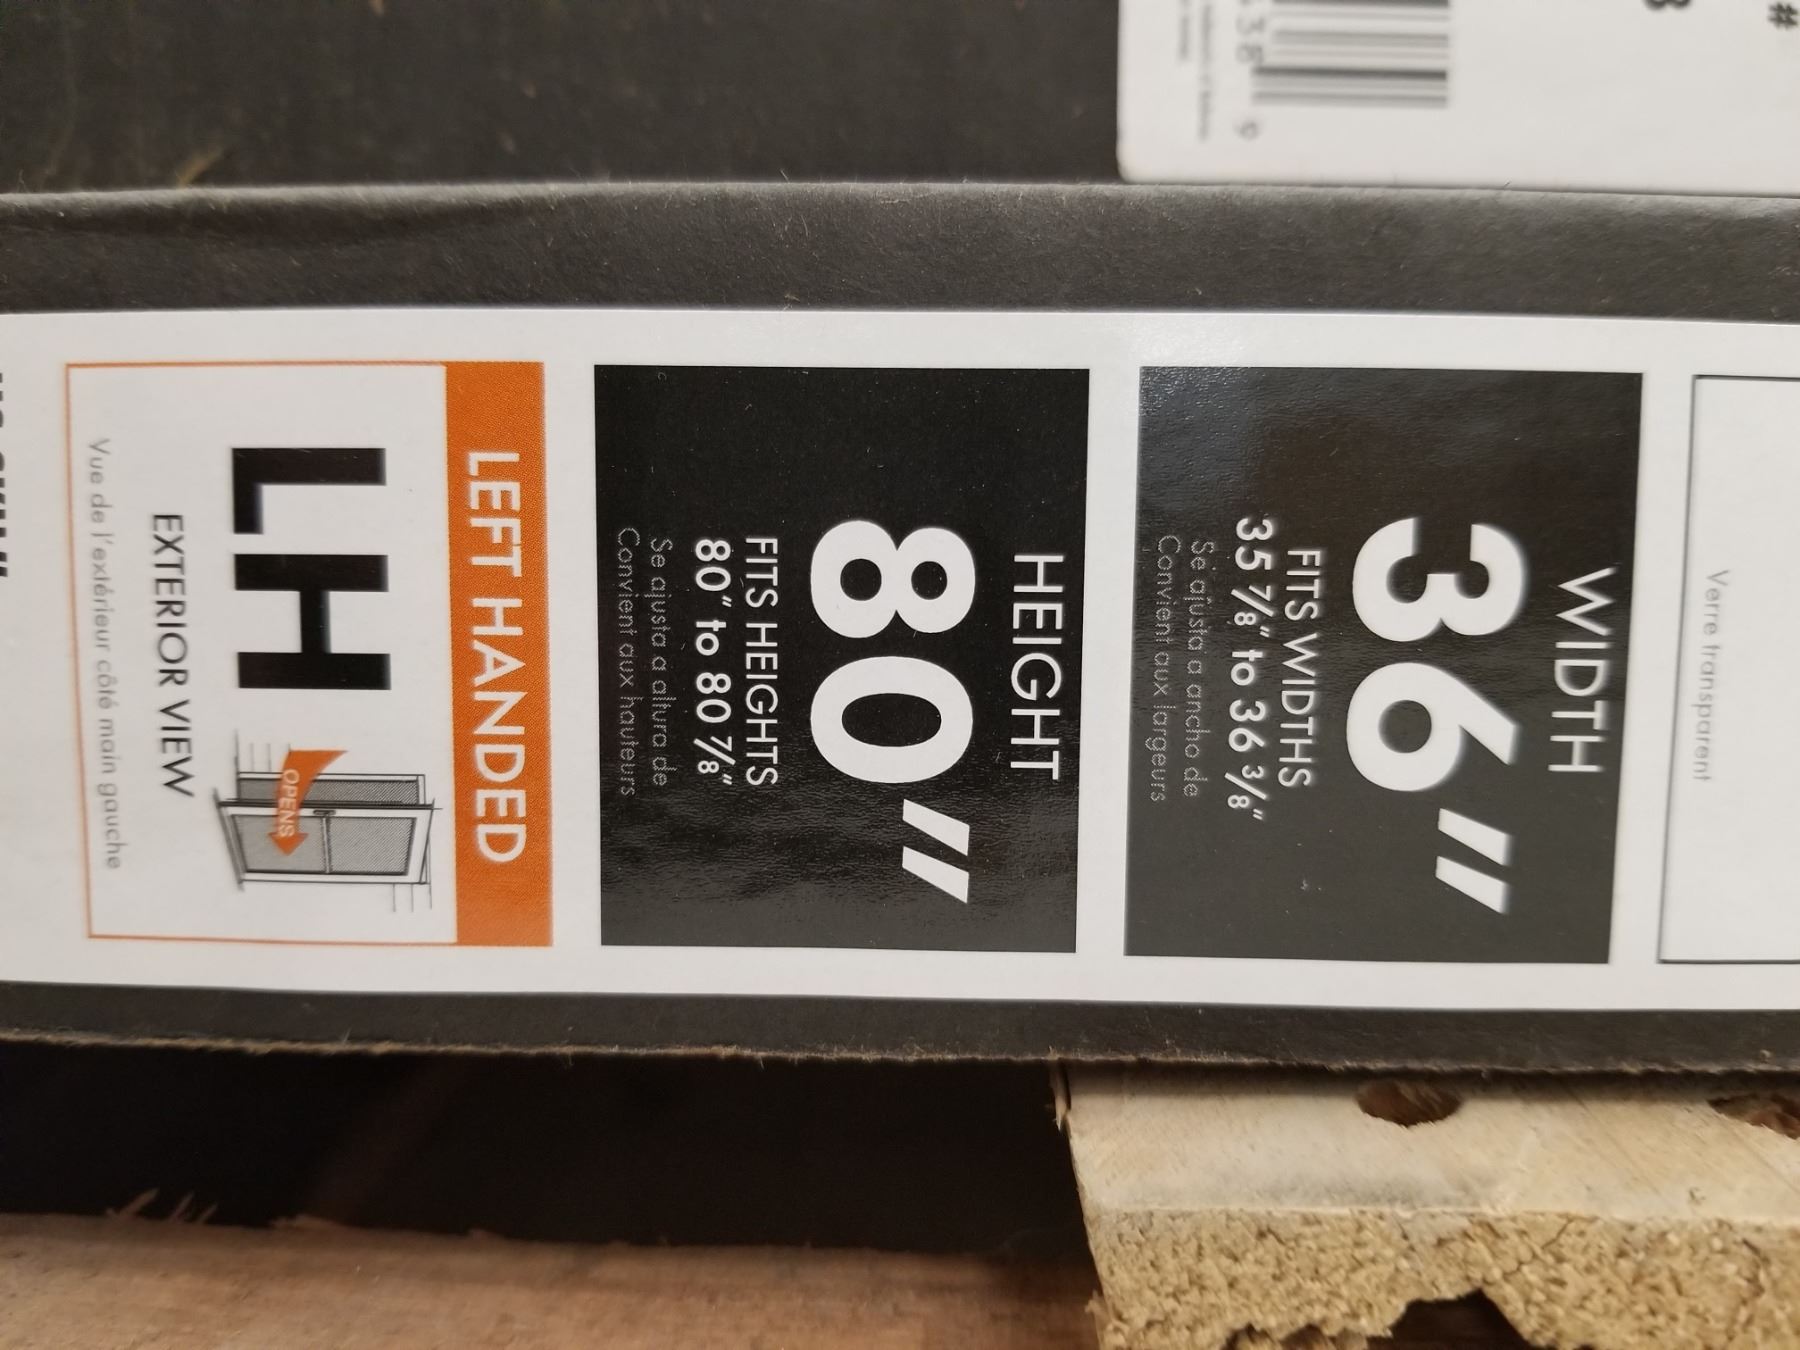 Verre transparent
WIDTH
36"
FITS WIDTHS
35 ⅞" to 36 ⅜"
Se ajusta a ancho de
Convient aux largeurs
HEIGHT
80"
FITS HEIGHTS
80" to 80 ⅞"
Se ajusta a altura de
Convient aux hauteurs
LEFT HANDED
LH
OPENS
EXTERIOR VIEW
Vue de l'extérieur côté main gauche